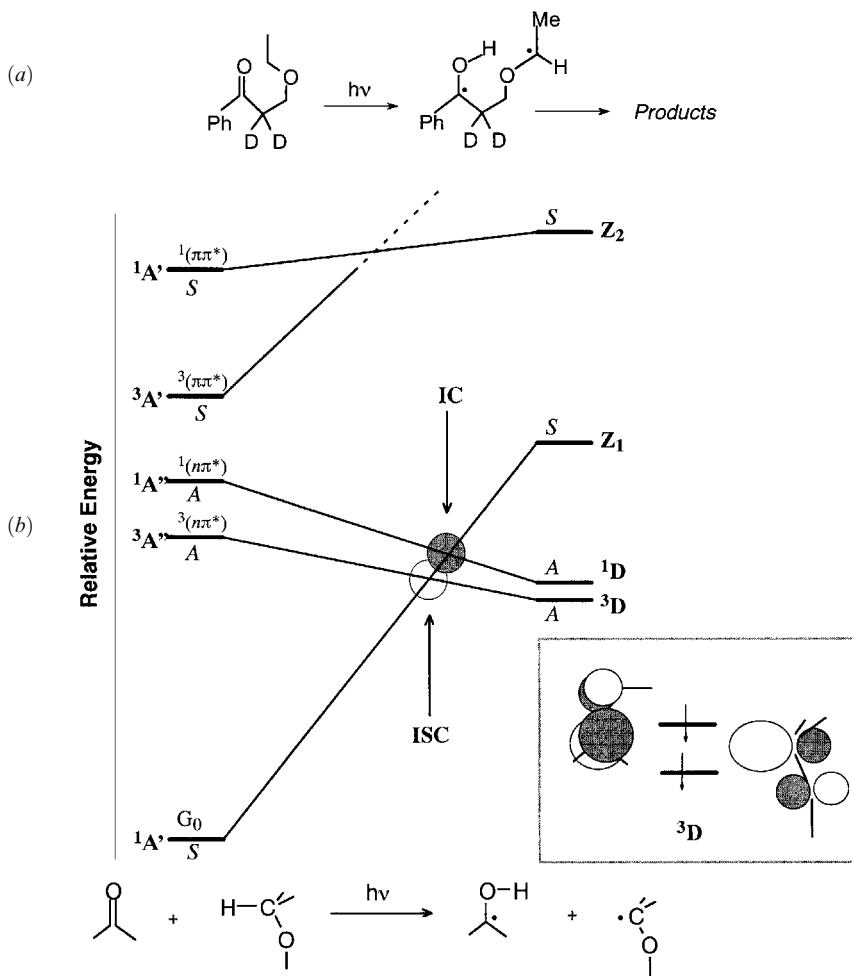 (a)
Me
O
O
Ph
D D
hν
O H
O H
Ph
D D
Products
¹(ππ*)
¹A'
S
S
Z₂
³(ππ*)
³A'
S
IC
S
Z₁
¹(nπ*)
¹A''
A
(b)
³(nπ*)
³A''
A
A
¹D
A
³D
Relative Energy
ISC
³D
G₀
¹A'
S
O
+
H C
O
hν
O–H
+
C
O